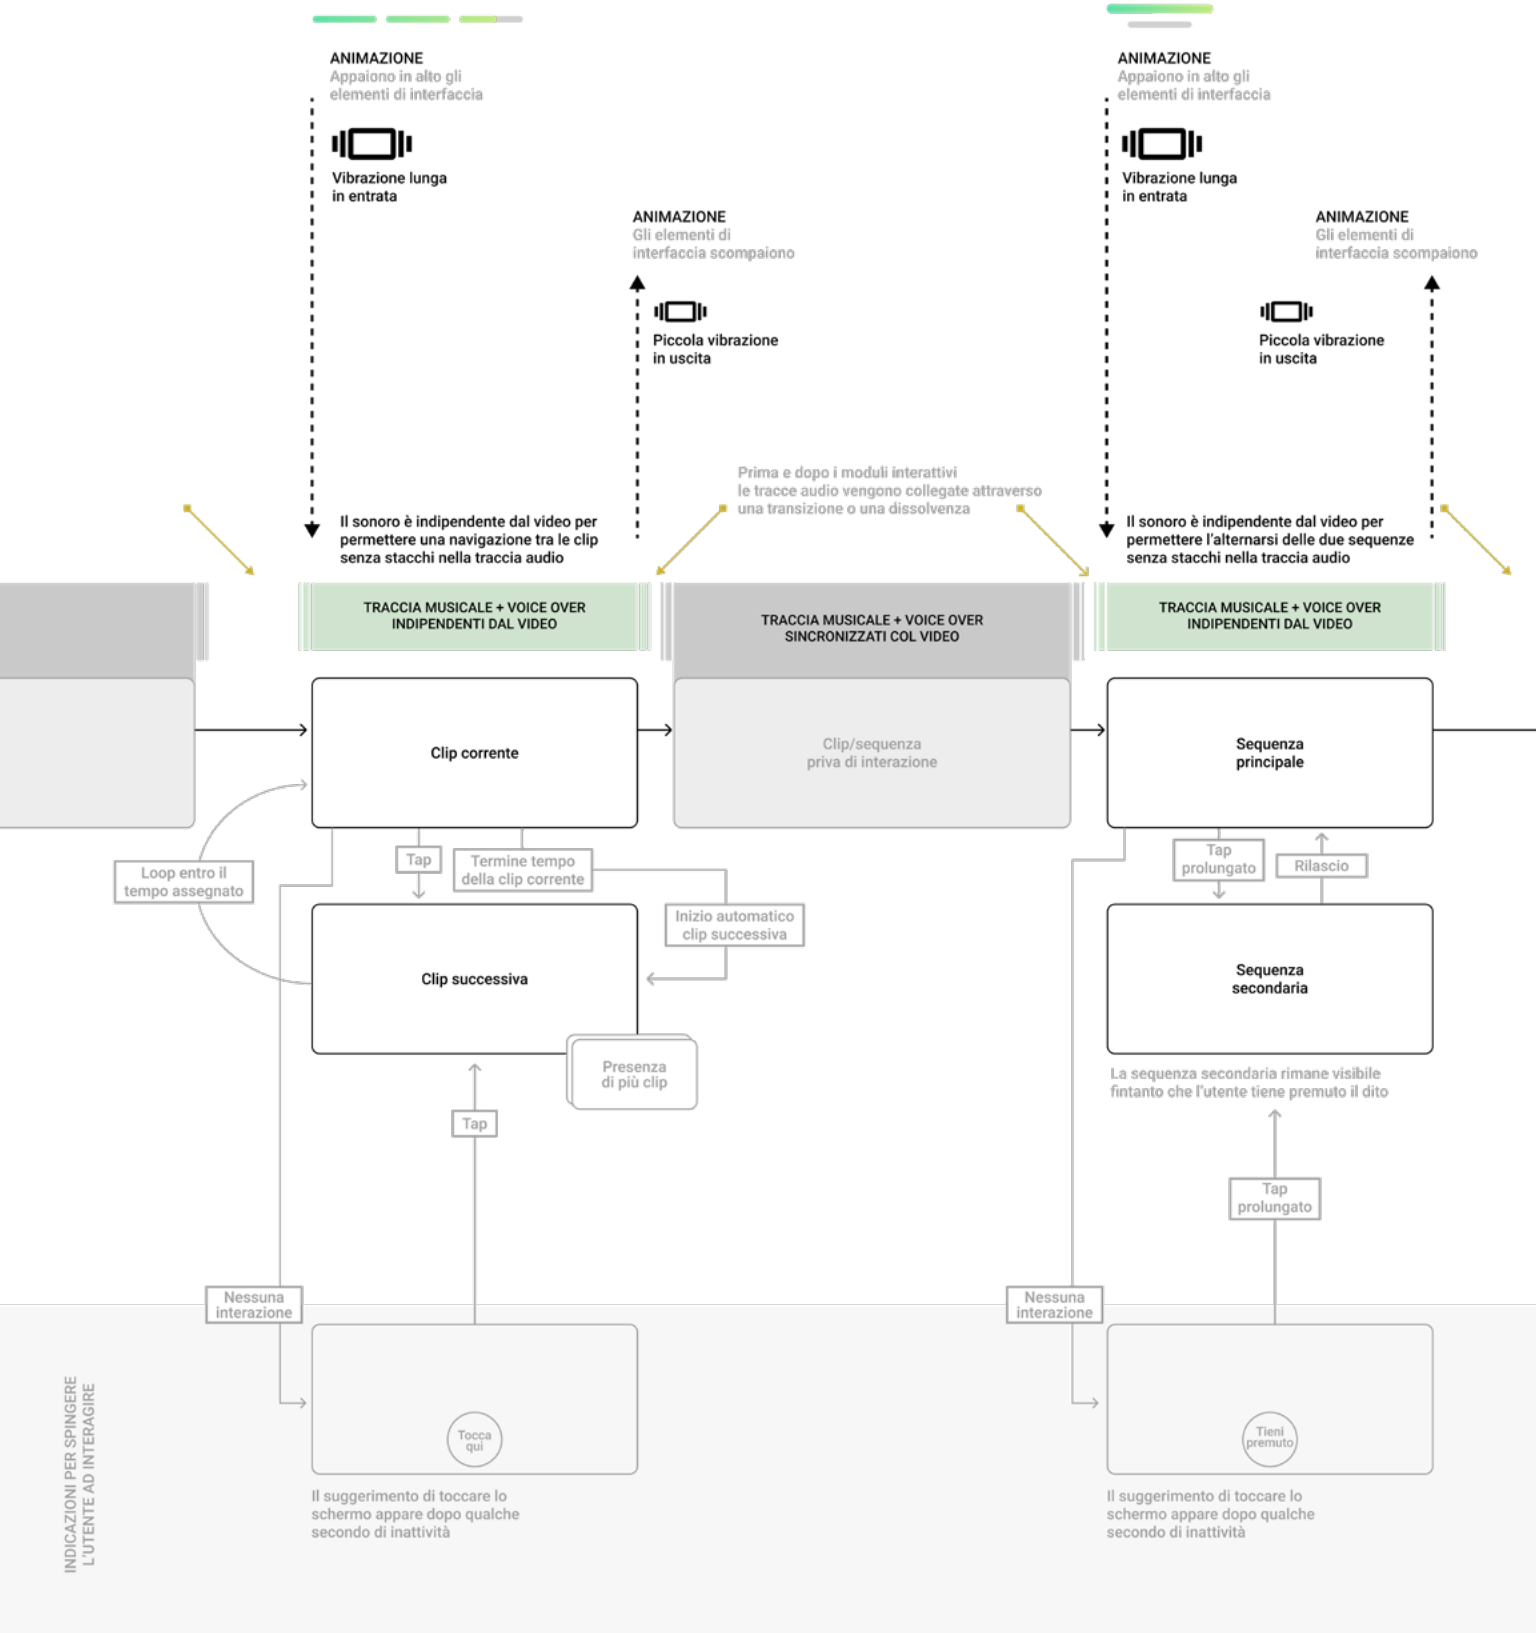 ANIMAZIONE
Appaiono in alto gli
elementi di interfaccia
Vibrazione lunga
in entrata
ANIMAZIONE
Gli elementi di
interfaccia scompaiono
Piccola vibrazione
in uscita
ANIMAZIONE
Appaiono in alto gli
elementi di interfaccia
Vibrazione lunga
in entrata
ANIMAZIONE
Gli elementi di
interfaccia scompaiono
Piccola vibrazione
in uscita
Prima e dopo i moduli interattivi
le tracce audio vengono collegate attraverso
una transizione o una dissolvenza
Il sonoro è indipendente dal video per
permettere una navigazione tra le clip
senza stacchi nella traccia audio
Il sonoro è indipendente dal video per
permettere l'alternarsi delle due sequenze
senza stacchi nella traccia audio
TRACCIA MUSICALE + VOICE OVER
INDIPENDENTI DAL VIDEO
TRACCIA MUSICALE + VOICE OVER
SINCRONIZZATI COL VIDEO
TRACCIA MUSICALE + VOICE OVER
INDIPENDENTI DAL VIDEO
Clip corrente
Clip/sequenza
priva di interazione
Sequenza
principale
Loop entro il
tempo assegnato
Tap
Termine tempo
della clip corrente
Inizio automatico
clip successiva
Tap
prolungato
Rilascio
Clip successiva
Presenza
di più clip
Sequenza
secondaria
La sequenza secondaria rimane visibile
fintanto che l'utente tiene premuto il dito
Tap
Tap
prolungato
Nessuna
interazione
Nessuna
interazione
INDICAZIONI PER SPINGERE
L'UTENTE AD INTERAGIRE
Tocca
qui
Tieni
premuto
Il suggerimento di toccare lo
schermo appare dopo qualche
secondo di inattività
Il suggerimento di toccare lo
schermo appare dopo qualche
secondo di inattività